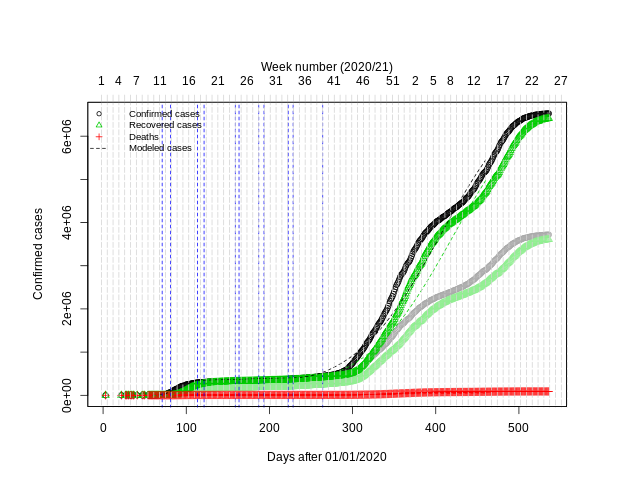 Week number (2020/21)
1 4 7 11 16 21 26 31 36 41 46 51 2 5 8 12 17 22 27
Confirmed cases
Recovered cases
Deaths
Modeled cases
Confirmed cases
0e+00 2e+06 4e+06 6e+06
0 100 200 300 400 500
Days after 01/01/2020